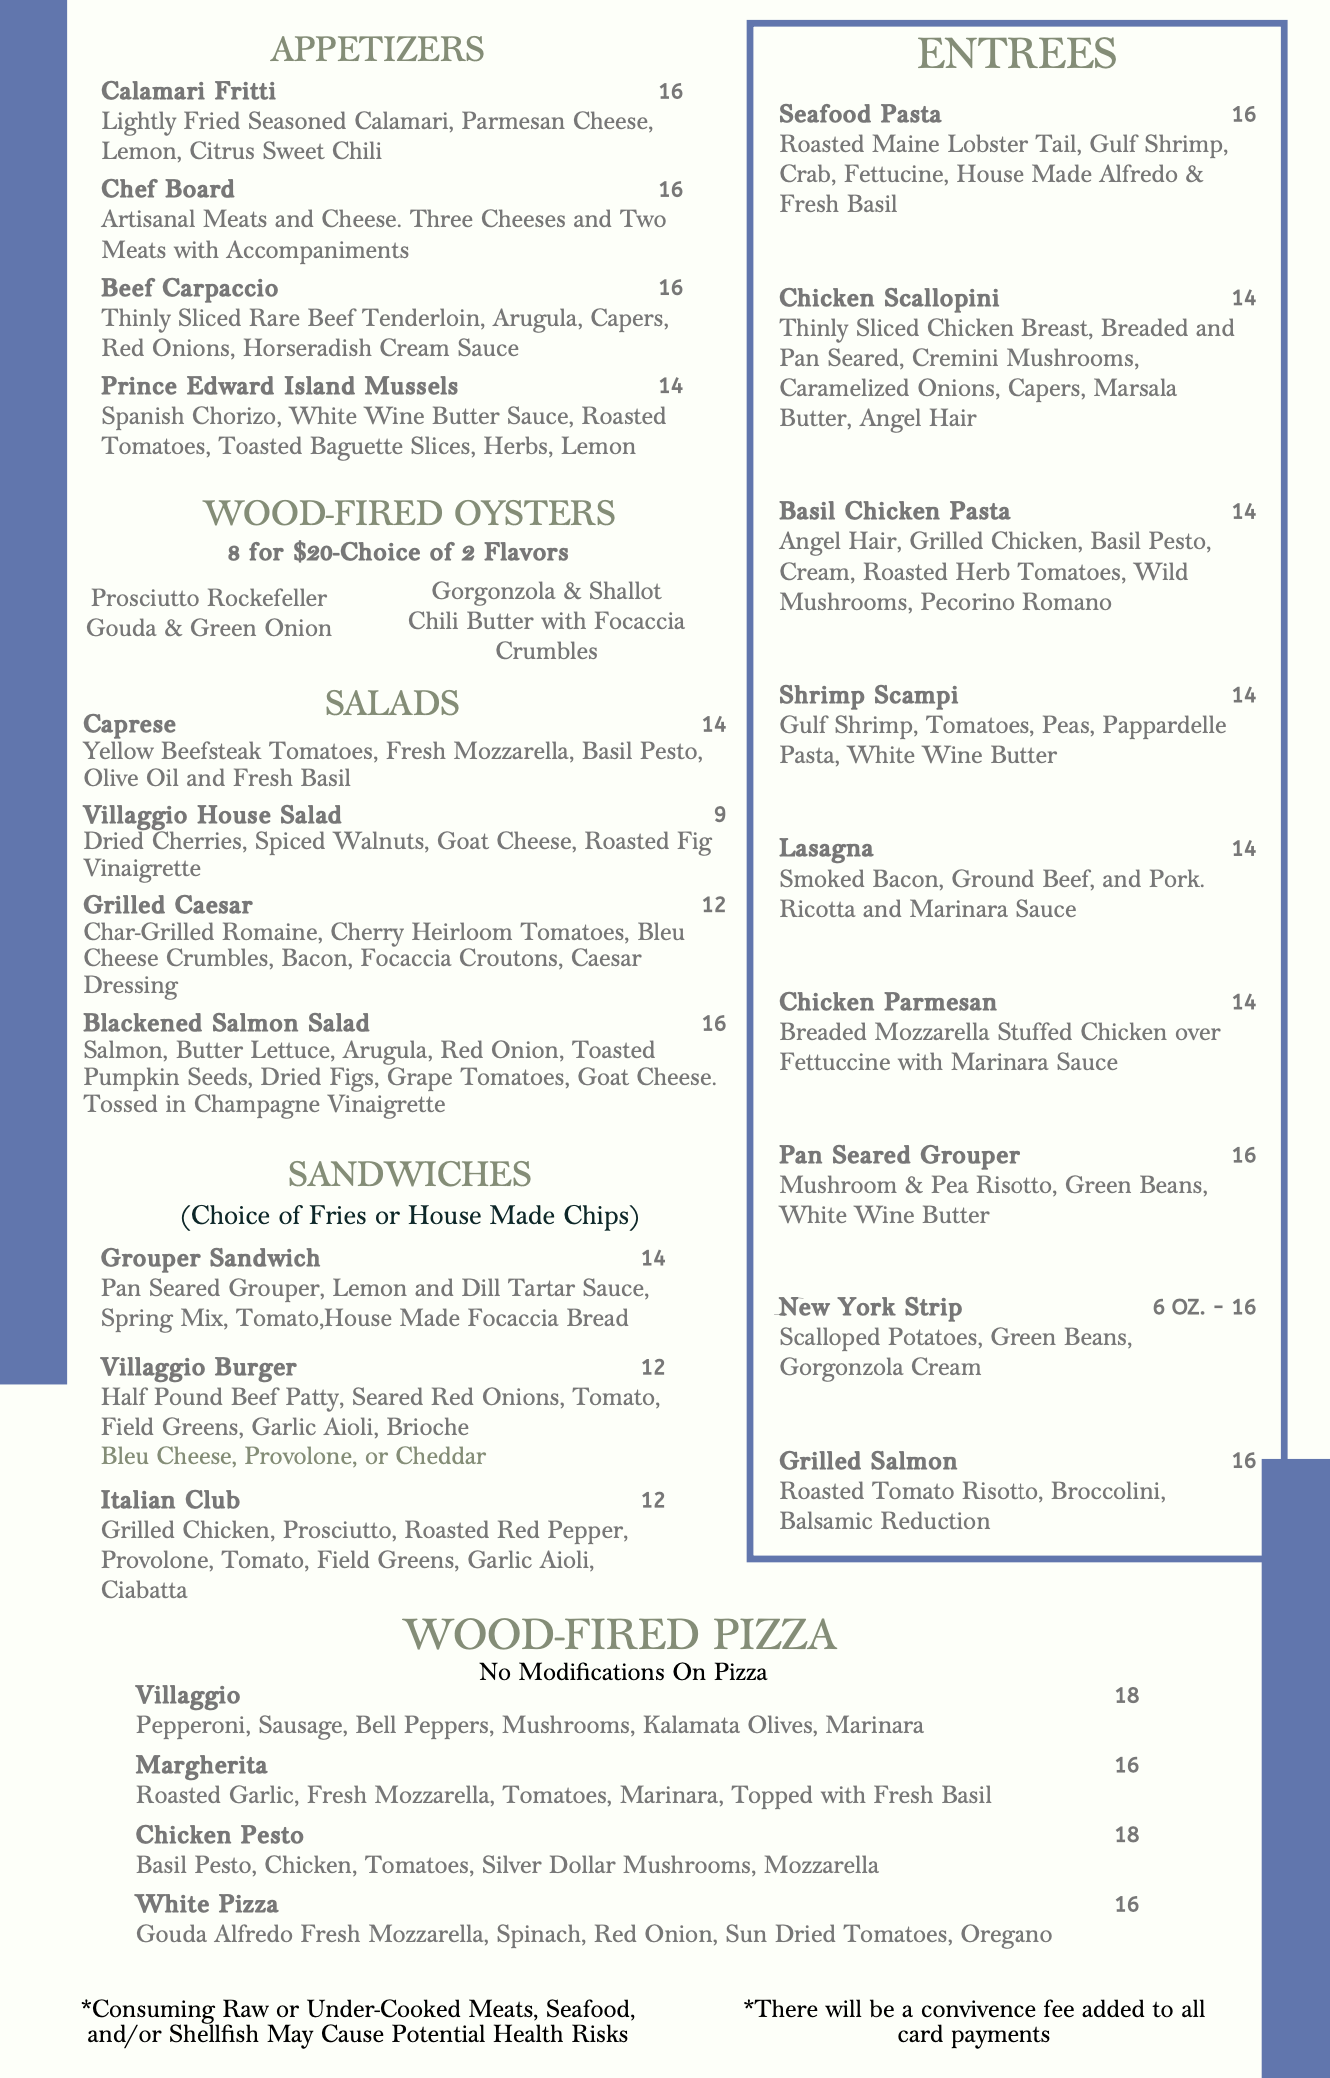 APPETIZERS
Calamari Fritti 16
Lightly Fried Seasoned Calamari, Parmesan Cheese,
Lemon, Citrus Sweet Chili
Chef Board 16
Artisanal Meats and Cheese. Three Cheeses and Two
Meats with Accompaniments
Beef Carpaccio 16
Thinly Sliced Rare Beef Tenderloin, Arugula, Capers,
Red Onions, Horseradish Cream Sauce
Prince Edward Island Mussels 14
Spanish Chorizo, White Wine Butter Sauce, Roasted
Tomatoes, Toasted Baguette Slices, Herbs, Lemon
WOOD-FIRED OYSTERS
8 for $20-Choice of 2 Flavors
Prosciutto Rockefeller
Gouda & Green Onion
Gorgonzola & Shallot
Chili Butter with Focaccia
Crumbles
SALADS
Caprese 14
Yellow Beefsteak Tomatoes, Fresh Mozzarella, Basil Pesto,
Olive Oil and Fresh Basil
Villaggio House Salad 9
Dried Cherries, Spiced Walnuts, Goat Cheese, Roasted Fig
Vinaigrette
Grilled Caesar 12
Char-Grilled Romaine, Cherry Heirloom Tomatoes, Bleu
Cheese Crumbles, Bacon, Focaccia Croutons, Caesar
Dressing
Blackened Salmon Salad 16
Salmon, Butter Lettuce, Arugula, Red Onion, Toasted
Pumpkin Seeds, Dried Figs, Grape Tomatoes, Goat Cheese.
Tossed in Champagne Vinaigrette
SANDWICHES
(Choice of Fries or House Made Chips)
Grouper Sandwich 14
Pan Seared Grouper, Lemon and Dill Tartar Sauce,
Spring Mix, Tomato,House Made Focaccia Bread
Villaggio Burger 12
Half Pound Beef Patty, Seared Red Onions, Tomato,
Field Greens, Garlic Aioli, Brioche
Bleu Cheese, Provolone, or Cheddar
Italian Club 12
Grilled Chicken, Prosciutto, Roasted Red Pepper,
Provolone, Tomato, Field Greens, Garlic Aioli,
Ciabatta
ENTREES
Seafood Pasta 16
Roasted Maine Lobster Tail, Gulf Shrimp,
Crab, Fettucine, House Made Alfredo &
Fresh Basil
Chicken Scallopini 14
Thinly Sliced Chicken Breast, Breaded and
Pan Seared, Cremini Mushrooms,
Caramelized Onions, Capers, Marsala
Butter, Angel Hair
Basil Chicken Pasta 14
Angel Hair, Grilled Chicken, Basil Pesto,
Cream, Roasted Herb Tomatoes, Wild
Mushrooms, Pecorino Romano
Shrimp Scampi 14
Gulf Shrimp, Tomatoes, Peas, Pappardelle
Pasta, White Wine Butter
Lasagna 14
Smoked Bacon, Ground Beef, and Pork.
Ricotta and Marinara Sauce
Chicken Parmesan 14
Breaded Mozzarella Stuffed Chicken over
Fettuccine with Marinara Sauce
Pan Seared Grouper 16
Mushroom & Pea Risotto, Green Beans,
White Wine Butter
New York Strip 6 OZ. - 16
Scalloped Potatoes, Green Beans,
Gorgonzola Cream
Grilled Salmon 16
Roasted Tomato Risotto, Broccolini,
Balsamic Reduction
WOOD-FIRED PIZZA
No Modifications On Pizza
Villaggio 18
Pepperoni, Sausage, Bell Peppers, Mushrooms, Kalamata Olives, Marinara
Margherita 16
Roasted Garlic, Fresh Mozzarella, Tomatoes, Marinara, Topped with Fresh Basil
Chicken Pesto 18
Basil Pesto, Chicken, Tomatoes, Silver Dollar Mushrooms, Mozzarella
White Pizza 16
Gouda Alfredo Fresh Mozzarella, Spinach, Red Onion, Sun Dried Tomatoes, Oregano
*Consuming Raw or Under-Cooked Meats, Seafood,
and/or Shellfish May Cause Potential Health Risks
*There will be a convivence fee added to all
card payments